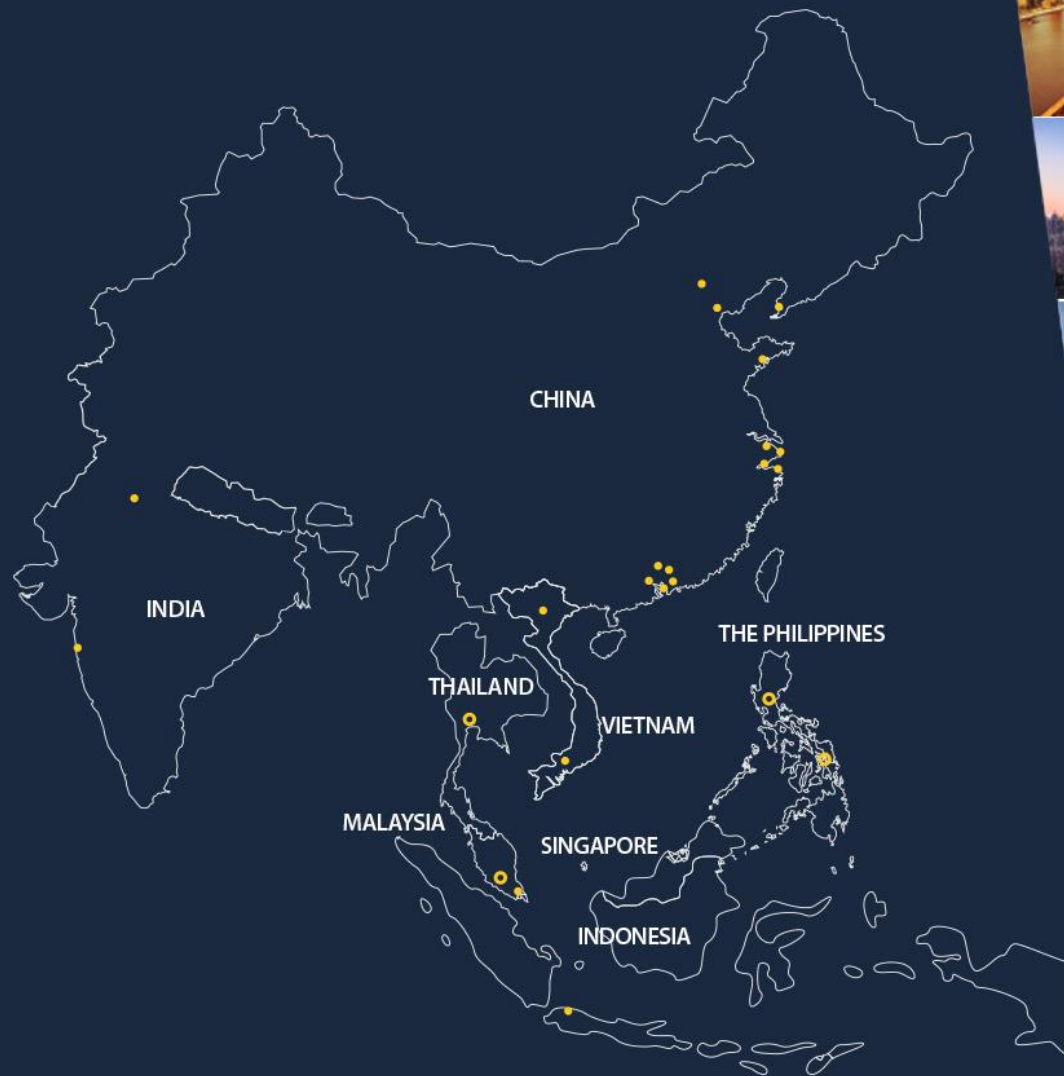 CHINA
INDIA
THE PHILIPPINES
THAILAND
VIETNAM
MALAYSIA
SINGAPORE
INDONESIA